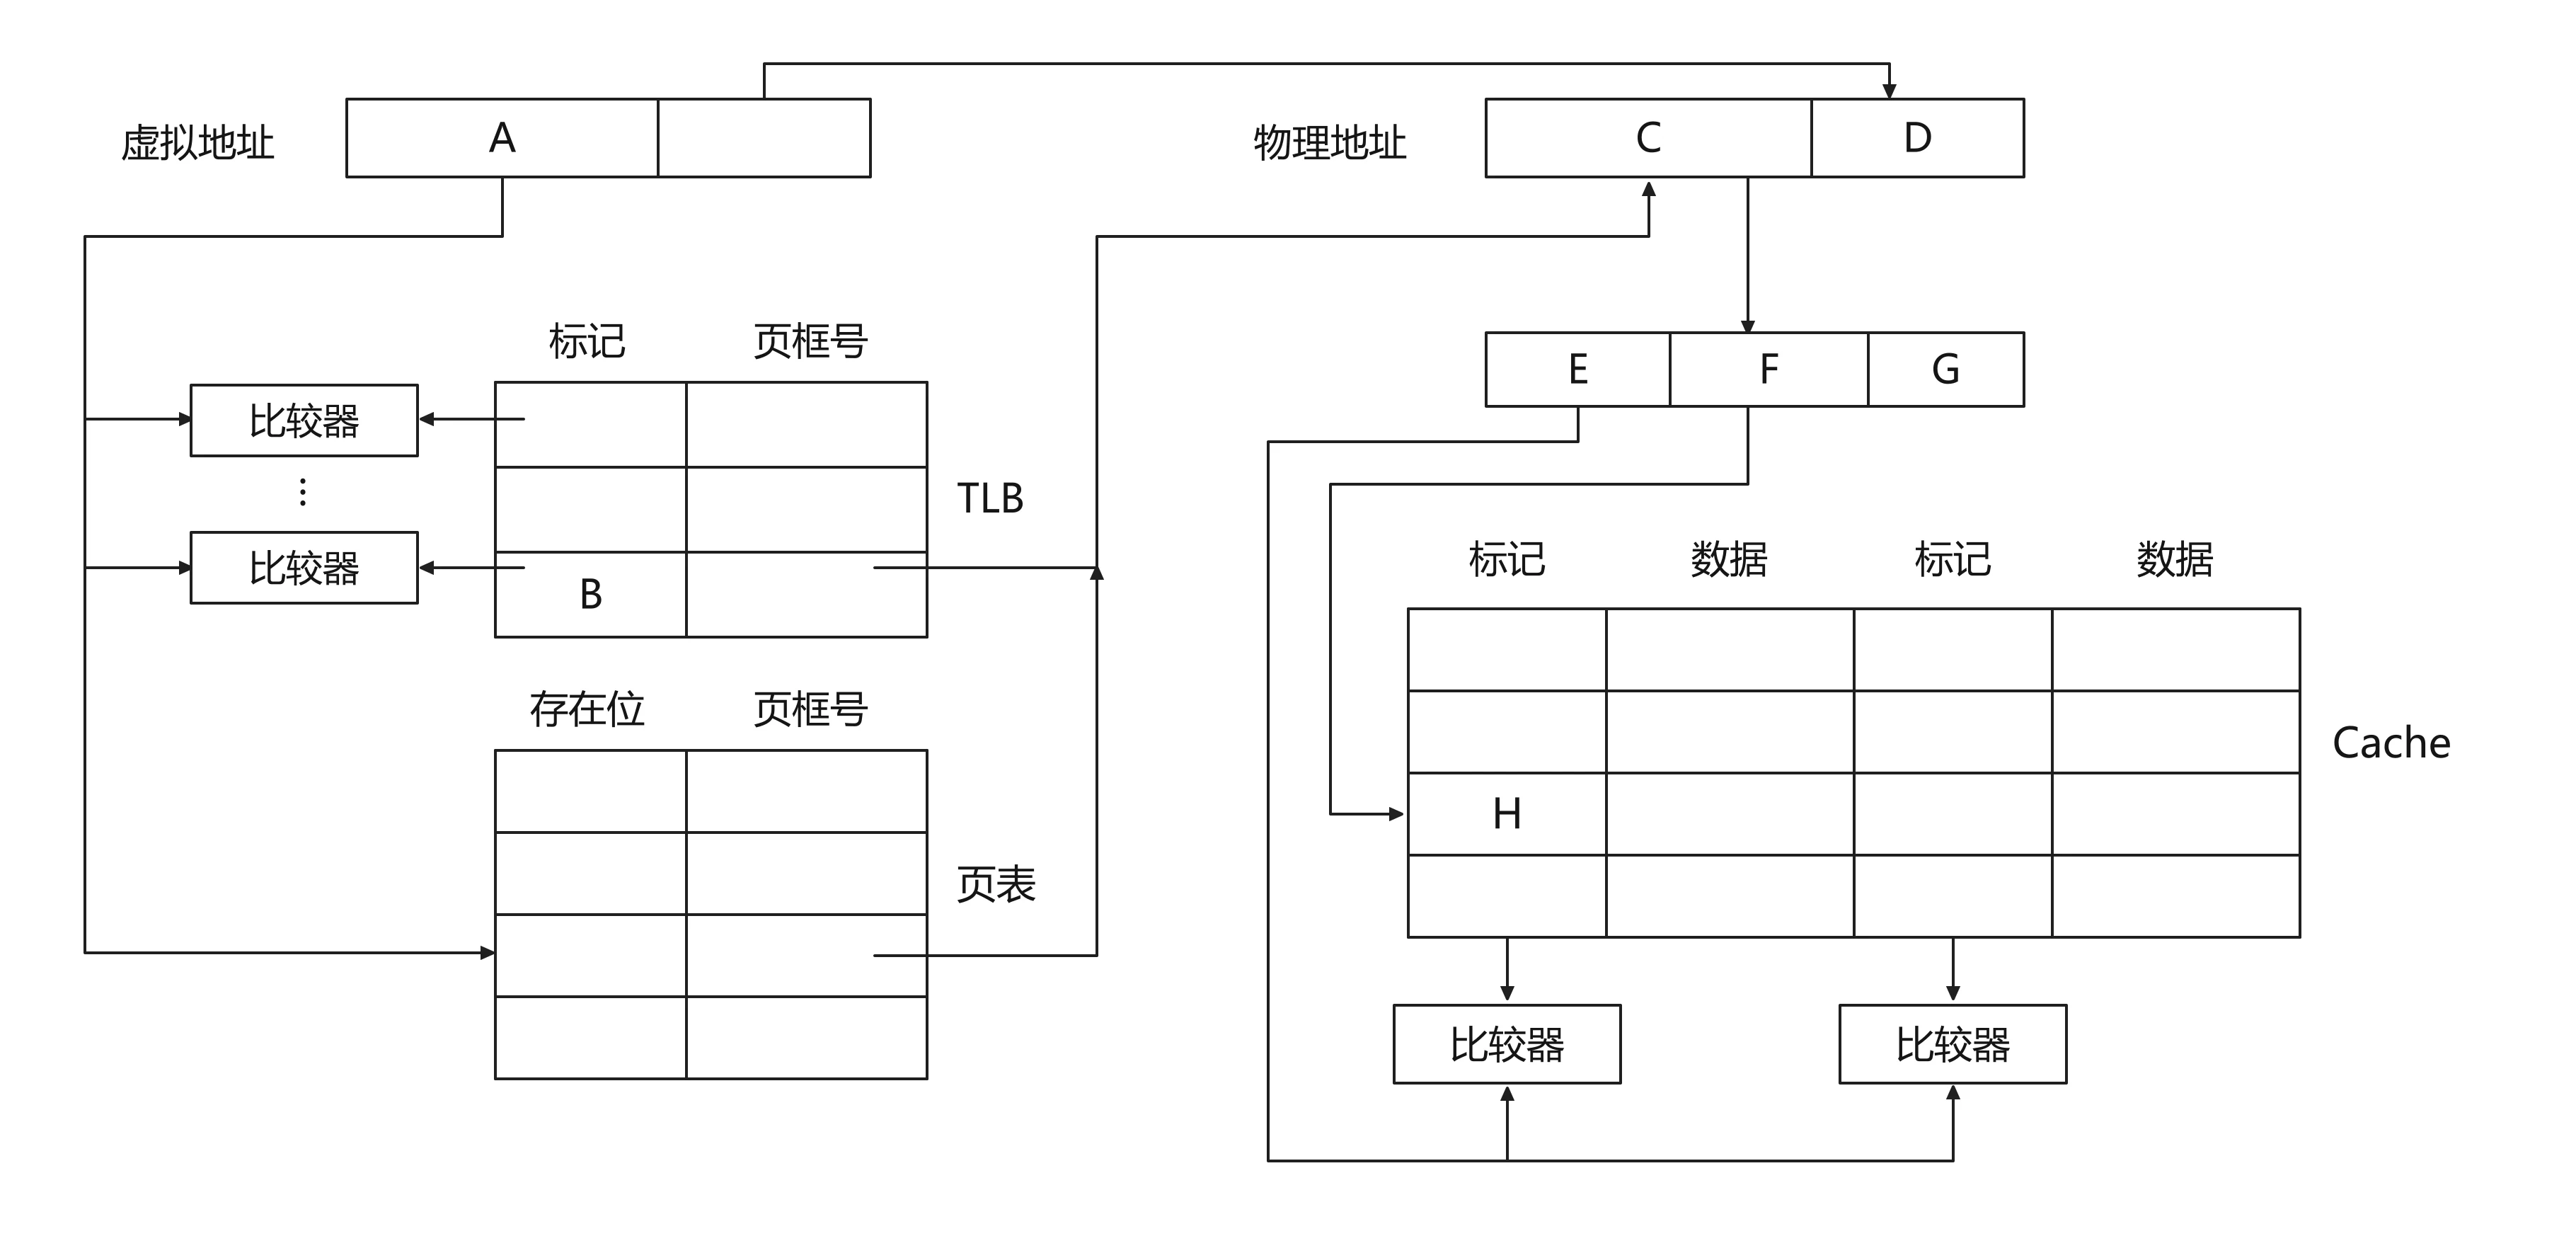 虚拟地址
A
物理地址
C
D
标记
页框号
E
F
G
比较器
⋮
TLB
比较器
B
标记
数据
标记
数据
存在位
页框号
Cache
H
页表
比较器
比较器